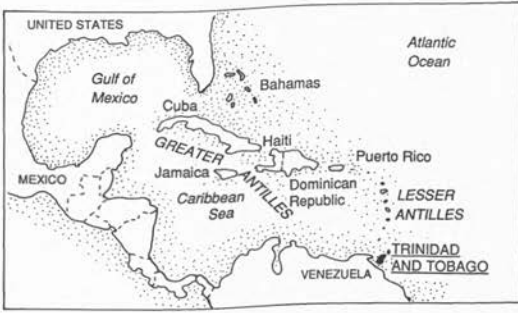 UNITED STATES
Atlantic
Ocean
Gulf of
Mexico
Bahamas
Cuba
Haiti
GREATER
ANTILLES
Puerto Rico
MEXICO
Jamaica
Dominican
Republic
LESSER
ANTILLES
Caribbean
Sea
TRINIDAD
AND TOBAGO
VENEZUELA